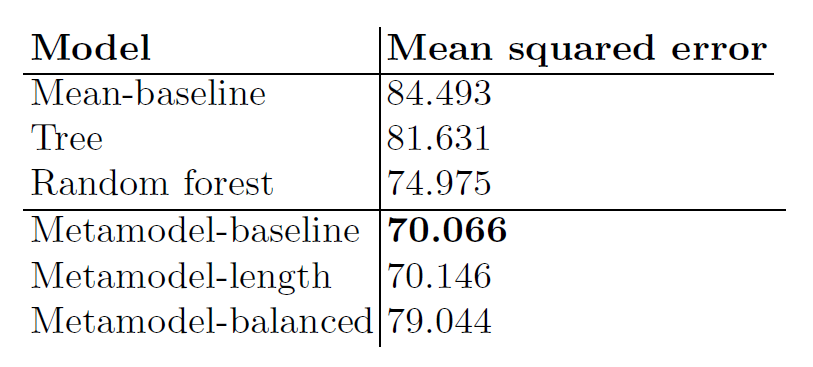 Model Mean squared error
Mean-baseline 84.493
Tree 81.631
Random forest 74.975
Metamodel-baseline 70.066
Metamodel-length 70.146
Metamodel-balanced 79.044